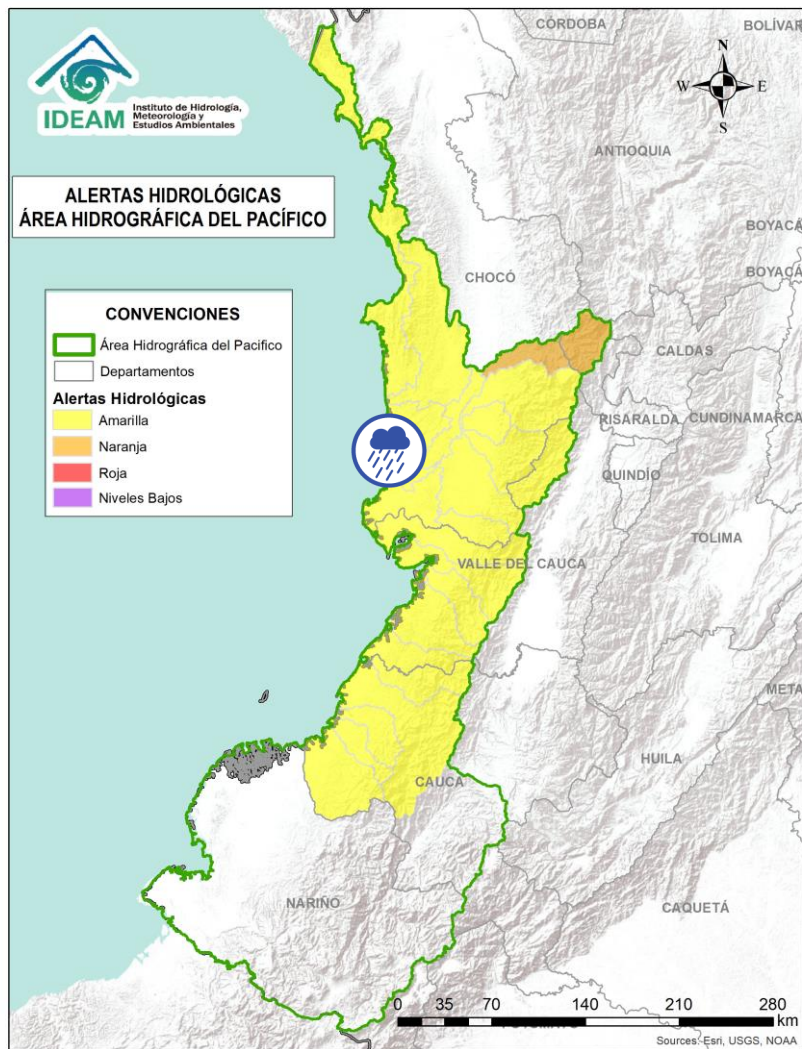 IDEAM
Instituto de Hidrología,
Meteorología y
Estudios Ambientales
ALERTAS HIDROLÓGICAS
ÁREA HIDROGRÁFICA DEL PACÍFICO
CONVENCIONES
Área Hidrográfica del Pacifico
Departamentos
Alertas Hidrológicas
Amarilla
Naranja
Roja
Niveles Bajos
CÓRDOBA
BOLÍVAR
N
W
E
S
ANTIOQUIA
BOYACÁ
CHOCÓ
BOYACÁ
CALDAS
RISARALDA
CUNDINAMARCA
QUINDÍO
TOLIMA
VALLE DEL CAUCA
META
HUILA
CAUCA
NARIÑO
CAQUETÁ
0 35 70 140 210 280
km
Sources: Esri, USGS, NOAA